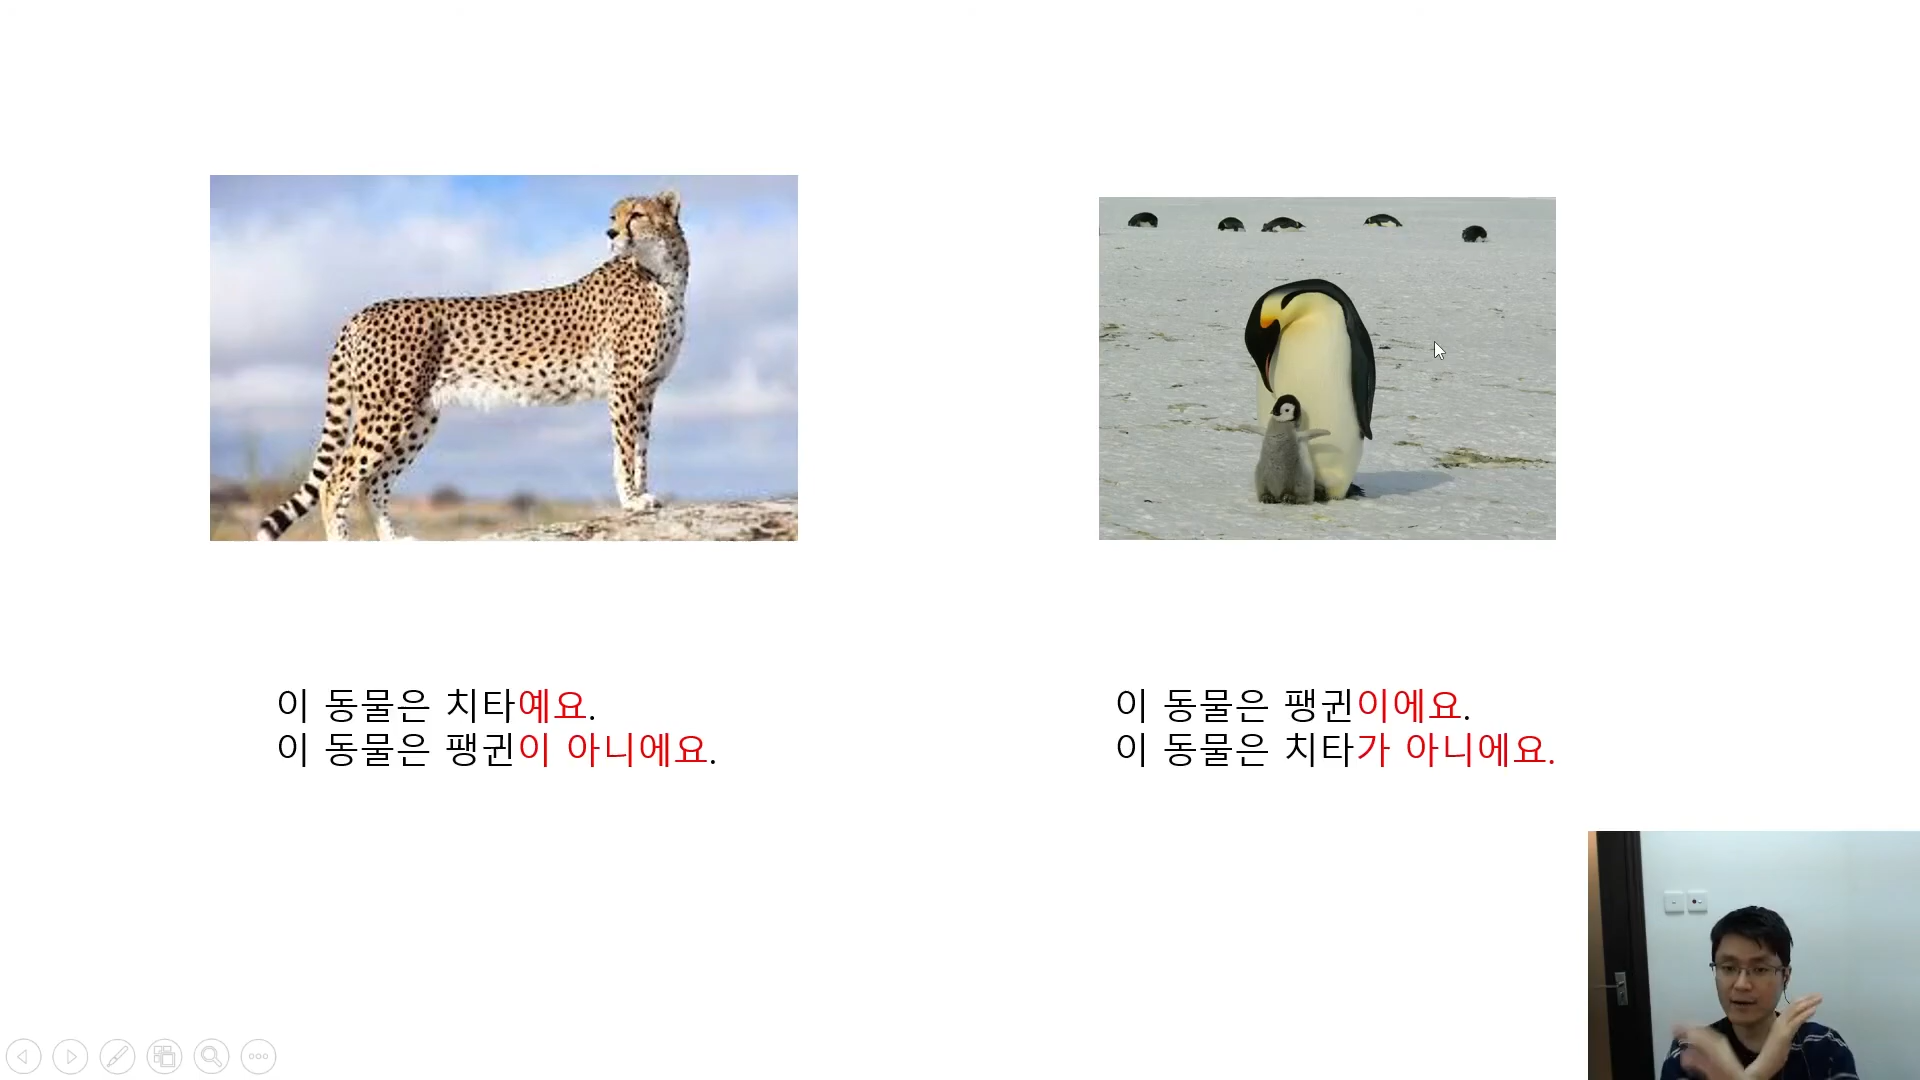 이 동물은 치타예요.
이 동물은 팽귄이 아니에요.
이 동물은 팽귄이에요.
이 동물은 치타가 아니에요.